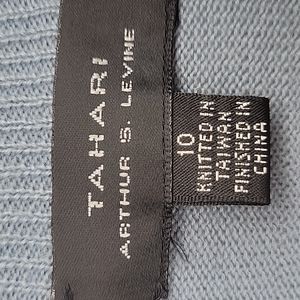 TAHARI
ARTHUR S. LEVINE
10
KNITTED IN
TAIWAN
FINISHED IN
CHINA